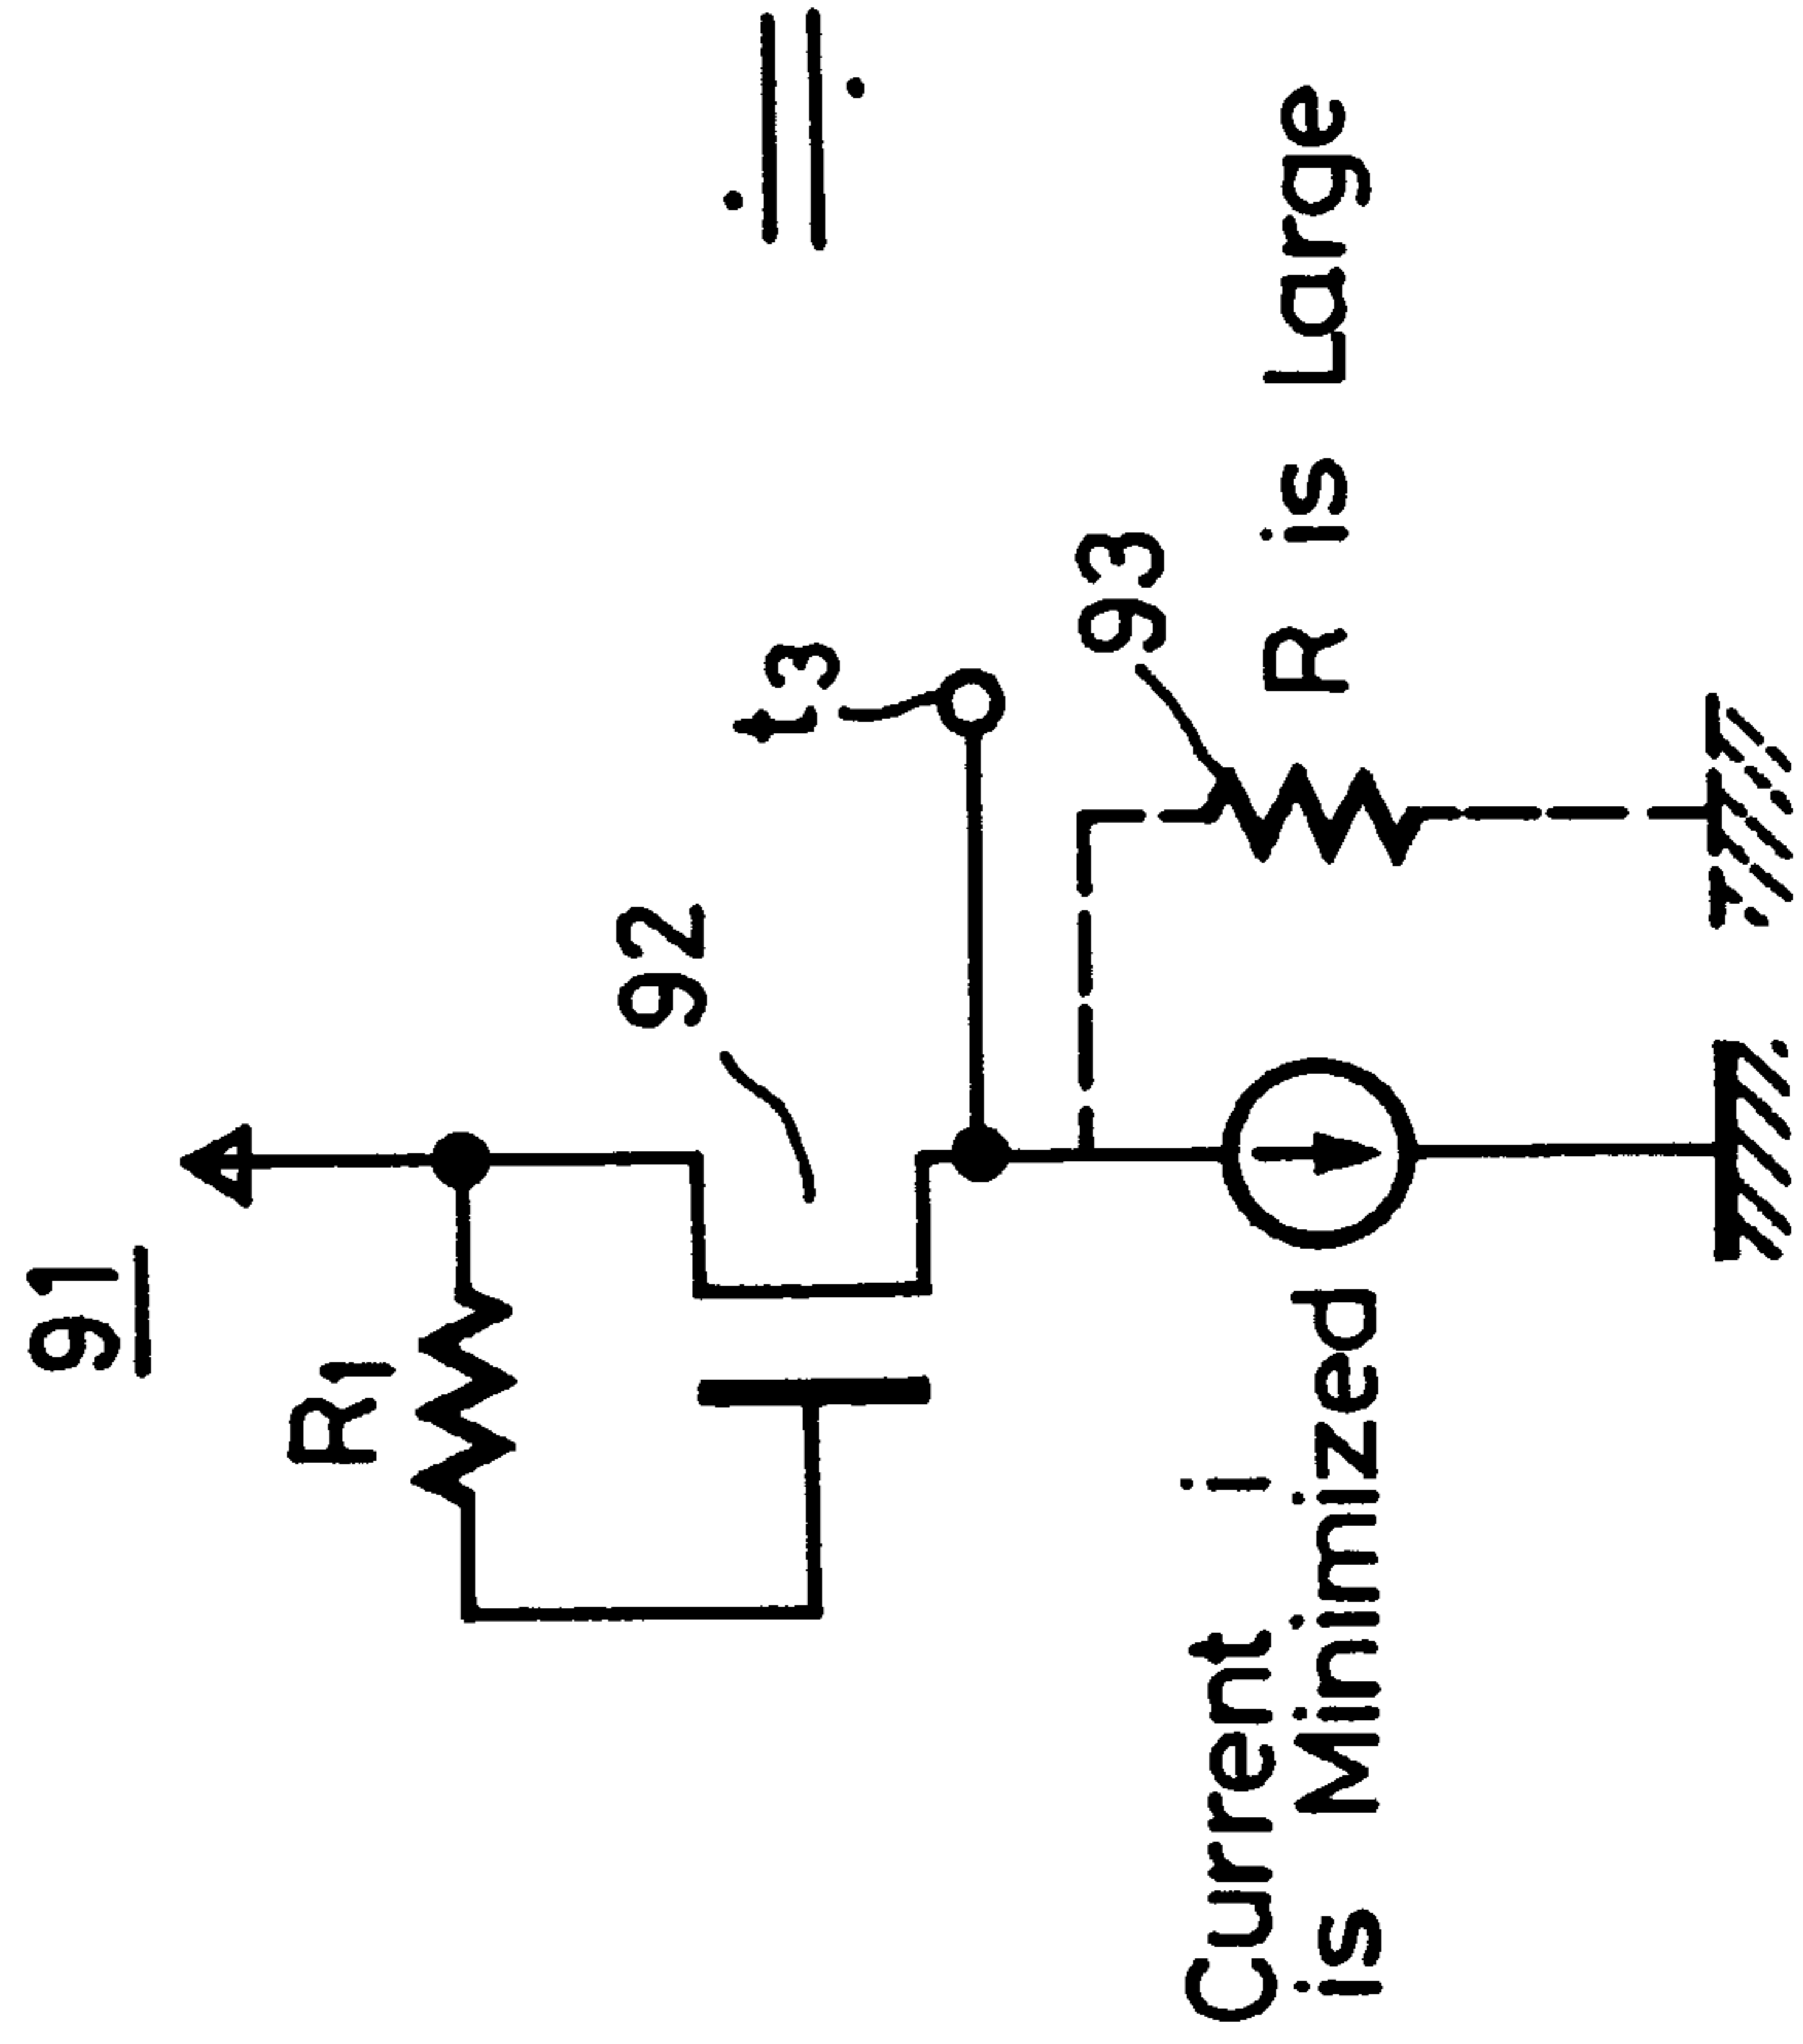 91
R1
92
t3
93
Current i
is Minimized
R is Large